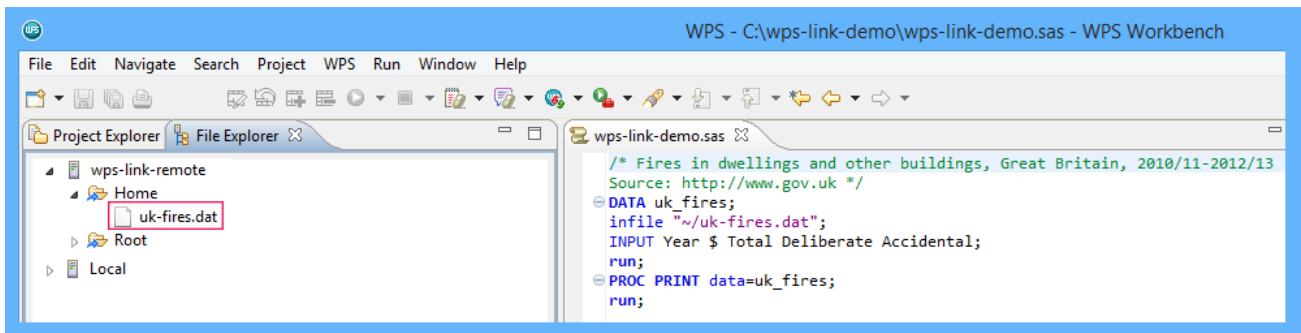 WPS
WPS - C:\wps-link-demo\wps-link-demo.sas - WPS Workbench
File Edit Navigate Search Project WPS Run Window Help
Project Explorer File Explorer
wps-link-demo.sas
wps-link-remote
Home
uk-fires.dat
Root
Local
/* Fires in dwellings and other buildings, Great Britain, 2010/11-2012/13
Source: http://www.gov.uk */
DATA uk_fires;
infile "~/uk-fires.dat";
INPUT Year $ Total Deliberate Accidental;
run;
PROC PRINT data=uk_fires;
run;